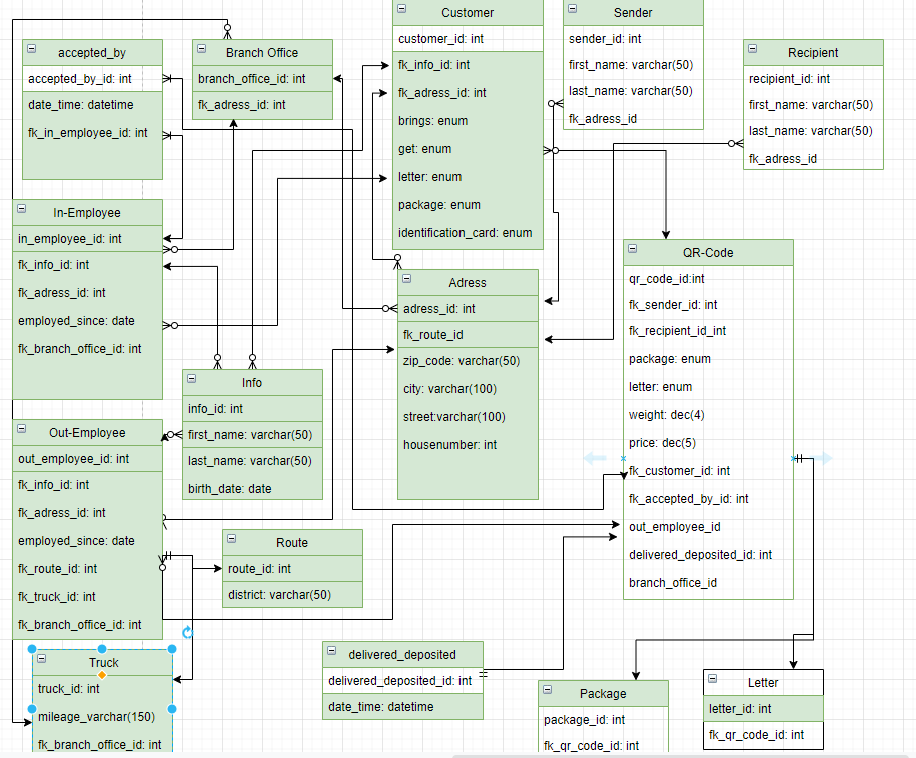 Customer
customer_id: int
fk_info_id: int
fk_adress_id: int
brings: enum
get: enum
letter: enum
package: enum
identification_card: enum
Sender
sender_id: int
first_name: varchar(50)
last_name: varchar(50)
fk_adress_id
accepted_by
accepted_by_id: int
date_time: datetime
fk_in_employee_id: int
Branch Office
branch_office_id: int
fk_adress_id: int
Recipient
recipient_id: int
first_name: varchar(50)
last_name: varchar(50)
fk_adress_id
In-Employee
in_employee_id: int
fk_info_id: int
fk_adress_id: int
employed_since: date
fk_branch_office_id: int
QR-Code
qr_code_id:int
fk_sender_id: int
fk_recipient_id_int
package: enum
letter: enum
weight: dec(4)
price: dec(5)
fk_customer_id: int
fk_accepted_by_id: int
out_employee_id
delivered_deposited_id: int
branch_office_id
Adress
adress_id: int
fk_route_id
zip_code: varchar(50)
city: varchar(100)
street:varchar(100)
housenumber: int
Info
info_id: int
first_name: varchar(50)
last_name: varchar(50)
birth_date: date
Out-Employee
out_employee_id: int
fk_info_id: int
fk_adress_id: int
employed_since: date
fk_route_id: int
fk_truck_id: int
fk_branch_office_id: int
Route
route_id: int
district: varchar(50)
Truck
truck_id: int
mileage_varchar(150)
fk_branch_office_id: int
delivered_deposited
delivered_deposited_id: int
date_time: datetime
Package
package_id: int
fk_qr_code_id: int
Letter
letter_id: int
fk_qr_code_id: int